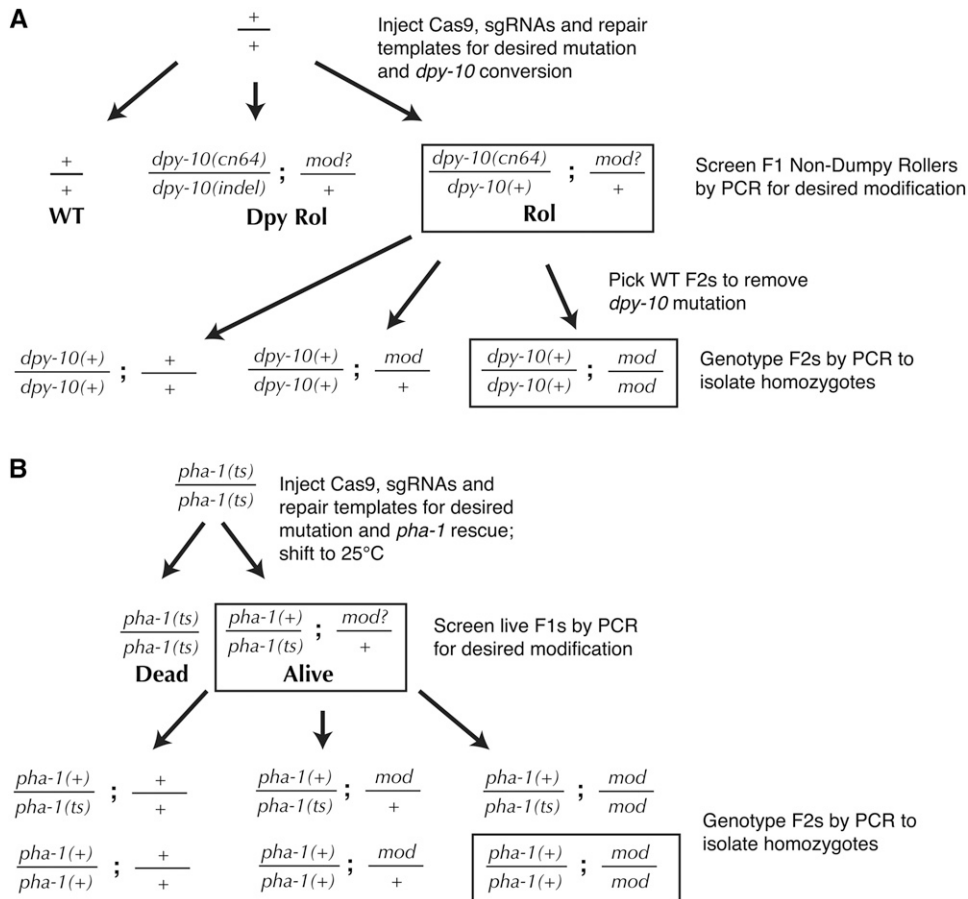 A
+
+
Inject Cas9, sgRNAs and repair
templates for desired mutation
and dpy-10 conversion
+
+
WT
dpy-10(cn64)
dpy-10(indel)
;
mod?
+
Dpy Rol
dpy-10(cn64)
dpy-10(+)
;
mod?
+
Rol
Screen F1 Non-Dumpy Rollers
by PCR for desired modification
Pick WT F2s to remove
dpy-10 mutation
dpy-10(+)
dpy-10(+)
;
+
+
dpy-10(+)
dpy-10(+)
;
mod
+
dpy-10(+)
dpy-10(+)
;
mod
mod
Genotype F2s by PCR to
isolate homozygotes
B
pha-1(ts)
pha-1(ts)
Inject Cas9, sgRNAs and
repair templates for desired
mutation and pha-1 rescue;
shift to 25°C
pha-1(ts)
pha-1(ts)
Dead
pha-1(+)
pha-1(ts)
;
mod?
+
Alive
Screen live F1s by PCR
for desired modification
pha-1(+)
pha-1(ts)
;
+
+
pha-1(+)
pha-1(ts)
;
mod
+
pha-1(+)
pha-1(ts)
;
mod
mod
pha-1(+)
pha-1(+)
;
+
+
pha-1(+)
pha-1(+)
;
mod
+
pha-1(+)
pha-1(+)
;
mod
mod
Genotype F2s by PCR to
isolate homozygotes